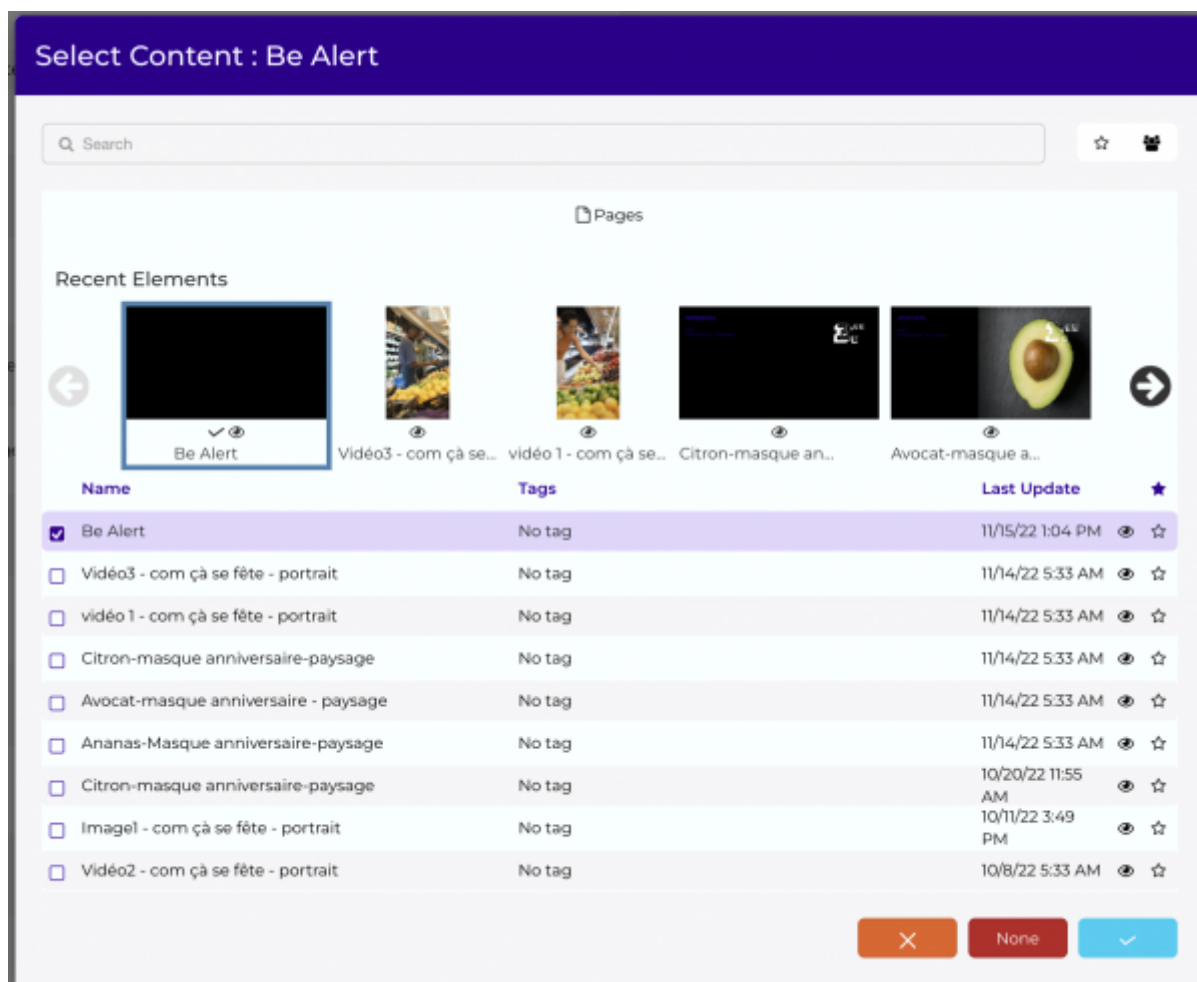 Select Content : Be Alert
Search
Pages
Recent Elements
Be Alert
Vidéo3 - com çà se...
vidéo 1 - com çà se...
Citron-masque an...
Avocat-masque a...
Name Tags Last Update
Be Alert No tag 11/15/22 1:04 PM
Vidéo3 - com çà se fête - portrait No tag 11/14/22 5:33 AM
vidéo 1 - com çà se fête - portrait No tag 11/14/22 5:33 AM
Citron-masque anniversaire-paysage No tag 11/14/22 5:33 AM
Avocat-masque anniversaire - paysage No tag 11/14/22 5:33 AM
Ananas-Masque anniversaire-paysage No tag 11/14/22 5:33 AM
Citron-masque anniversaire-paysage No tag 10/20/22 11:55 AM
Image1 - com çà se fête - portrait No tag 10/11/22 3:49 PM
Vidéo2 - com çà se fête - portrait No tag 10/8/22 5:33 AM
None